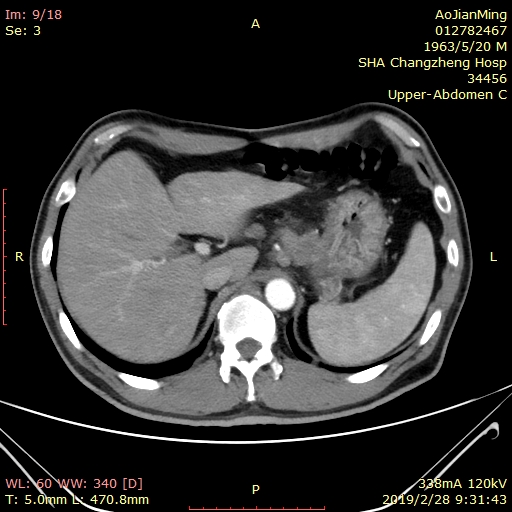 Im: 9/18
Se: 3
A
AoJianMing
012782467
1963/5/20 M
SHA Changzheng Hosp
34456
Upper-Abdomen C
R
L
WL: 60 WW: 340 [D]
T: 5.0mm L: 470.8mm
P
338mA 120kV
2019/2/28 9:31:43